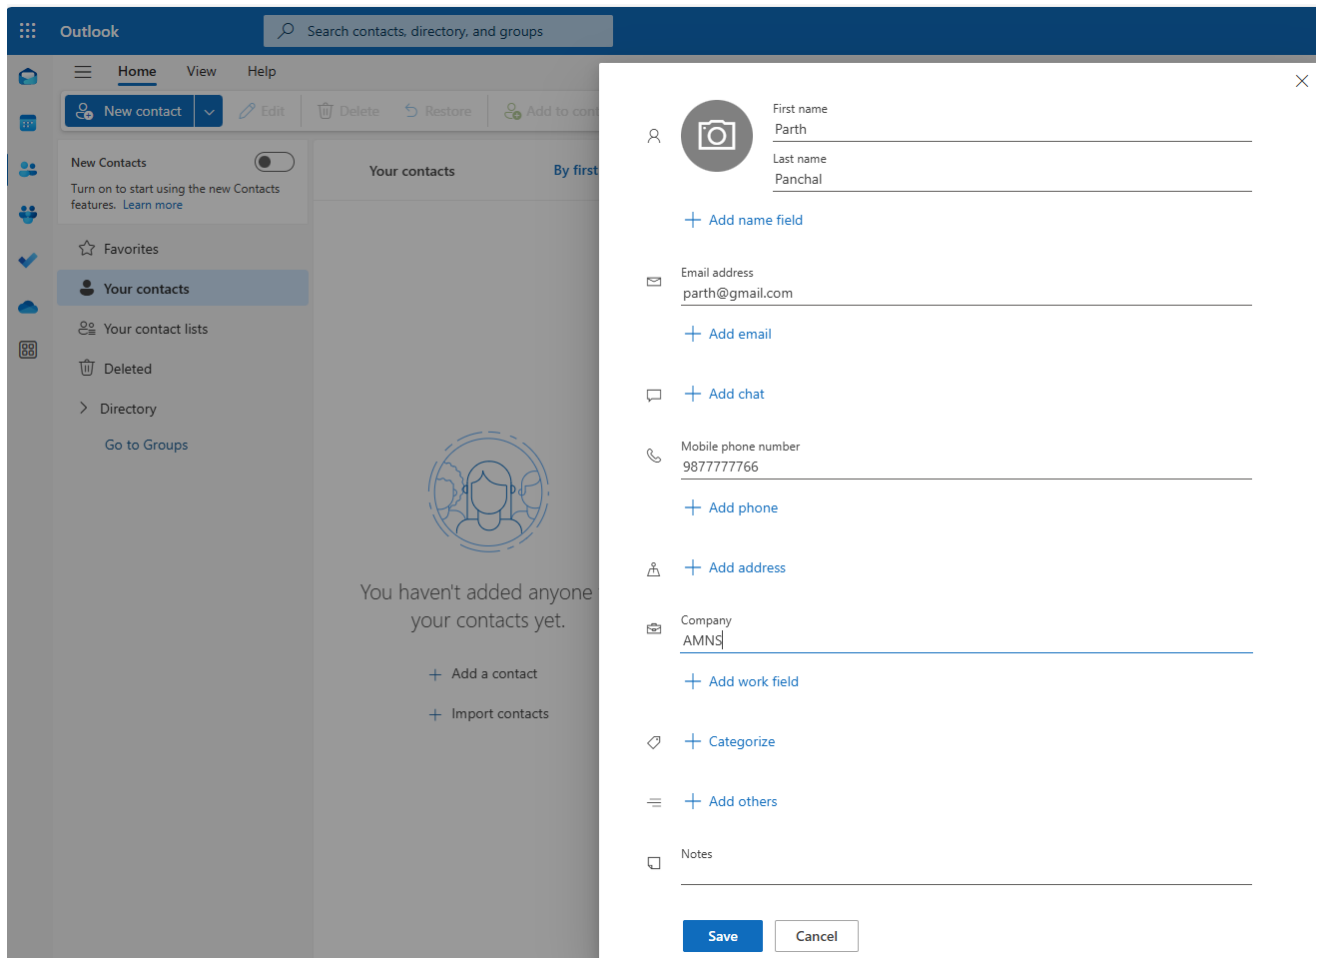 Outlook
Search contacts, directory, and groups
Home View Help
New contact Edit Delete Restore Add to cont
New Contacts
Turn on to start using the new Contacts
features. Learn more
Favorites
Your contacts
Your contact lists
Deleted
Directory
Go to Groups
Your contacts By first
You haven't added anyone
your contacts yet.
Add a contact
Import contacts
First name
Parth
Last name
Panchal
Add name field
Email address
parth@gmail.com
Add email
Add chat
Mobile phone number
9877777766
Add phone
Add address
Company
AMNS
Add work field
Categorize
Add others
Notes
Save Cancel